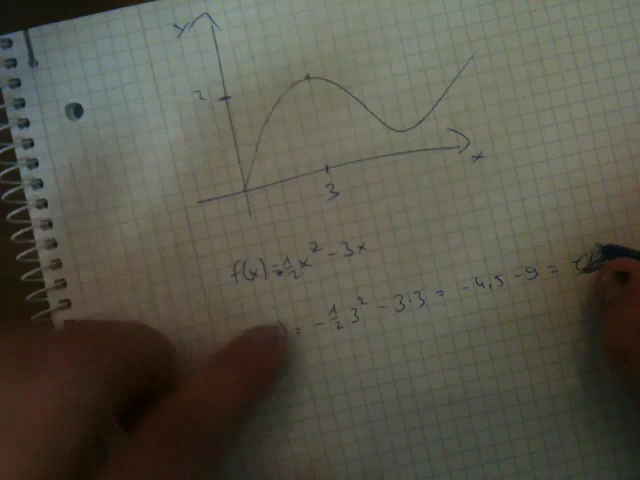 y
2
3
x
f(x)=-½x² - 3x
) = -½3² - 3·3 = -4,5 - 9 =